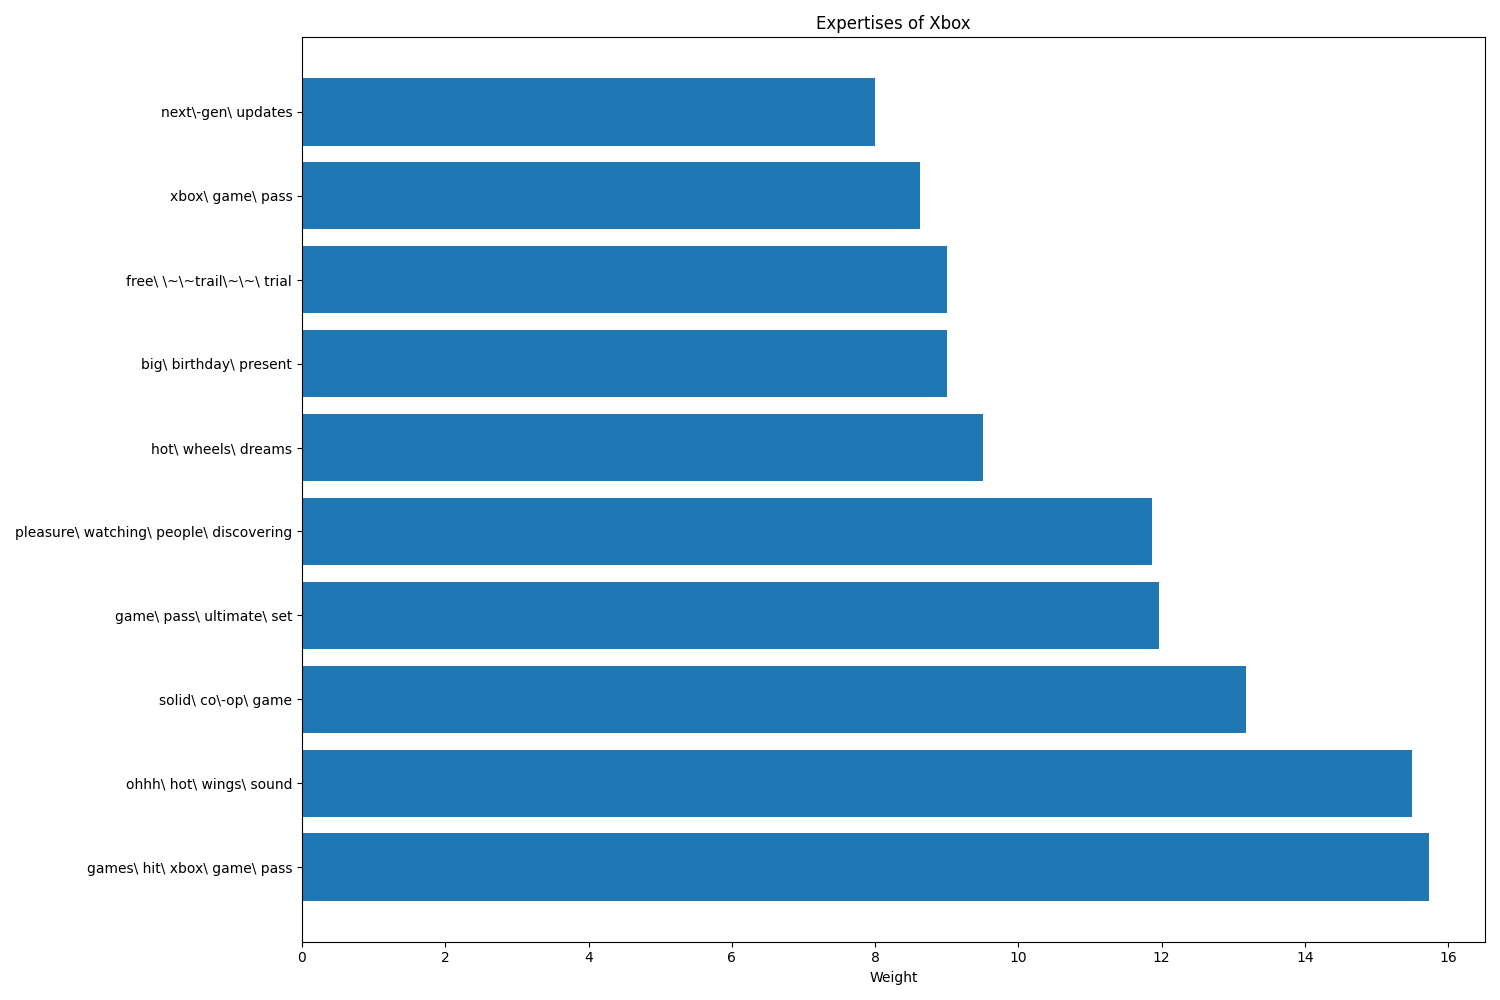 Expertises of Xbox
next\-gen\ updates
xbox\ game\ pass
free\ \~\~trail\~\~\ trial
big\ birthday\ present
hot\ wheels\ dreams
pleasure\ watching\ people\ discovering
game\ pass\ ultimate\ set
solid\ co\-op\ game
ohhh\ hot\ wings\ sound
games\ hit\ xbox\ game\ pass
0 2 4 6 8 10 12 14 16
Weight